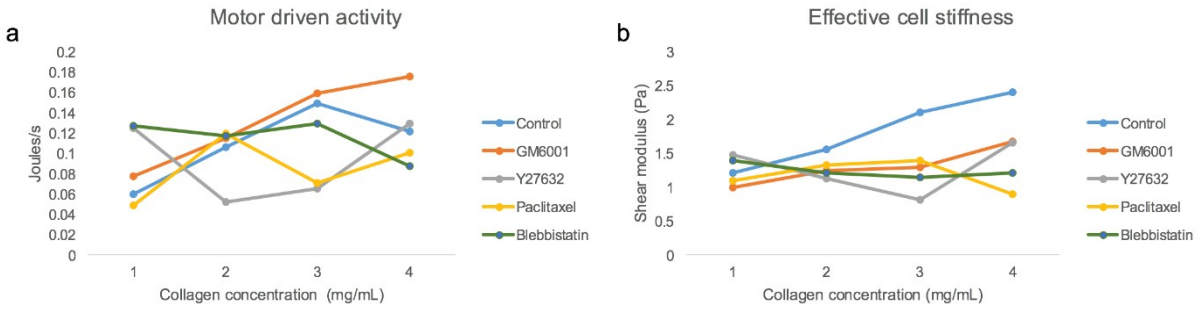 a
Motor driven activity
Joules/s
0.2
0.18
0.16
0.14
0.12
0.1
0.08
0.06
0.04
0.02
0
1 2 3 4
Collagen concentration (mg/mL)
Control
GM6001
Y27632
Paclitaxel
Blebbistatin
b
Effective cell stiffness
Shear modulus (Pa)
3
2.5
2
1.5
1
0.5
0
1 2 3 4
Collagen concentration (mg/mL)
Control
GM6001
Y27632
Paclitaxel
Blebbistatin